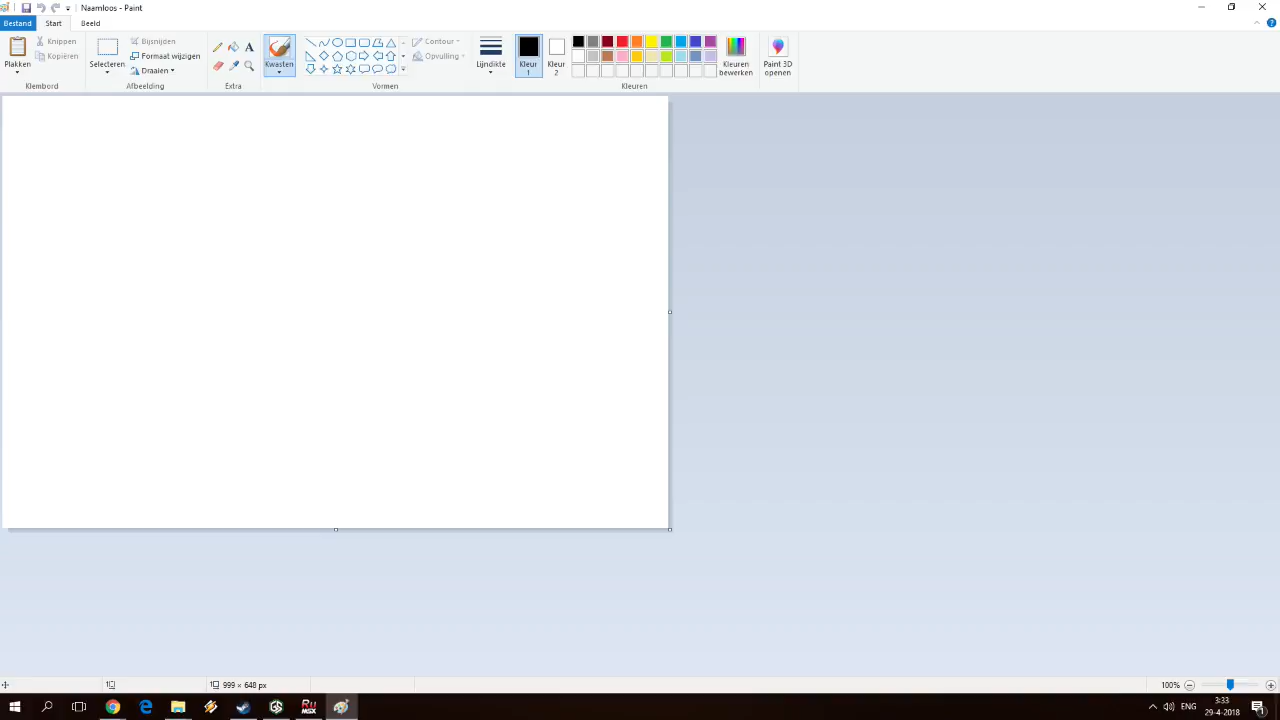 Naamloos - Paint
Bestand Start Beeld
Plakken
Knippen
Kopiëren
Klembord
Selecteren
Bijsnijden
Formaat wijzigen
Draaien
Afbeelding
A
Extra
Kwasten
Contour
Opvulling
Vormen
Lijndikte
Kleur
1
Kleur
2
Kleuren
bewerken
Kleuren
Paint 3D
openen
999 × 648 px
100%
Ru
NGX
ENG
3:33
29-4-2018